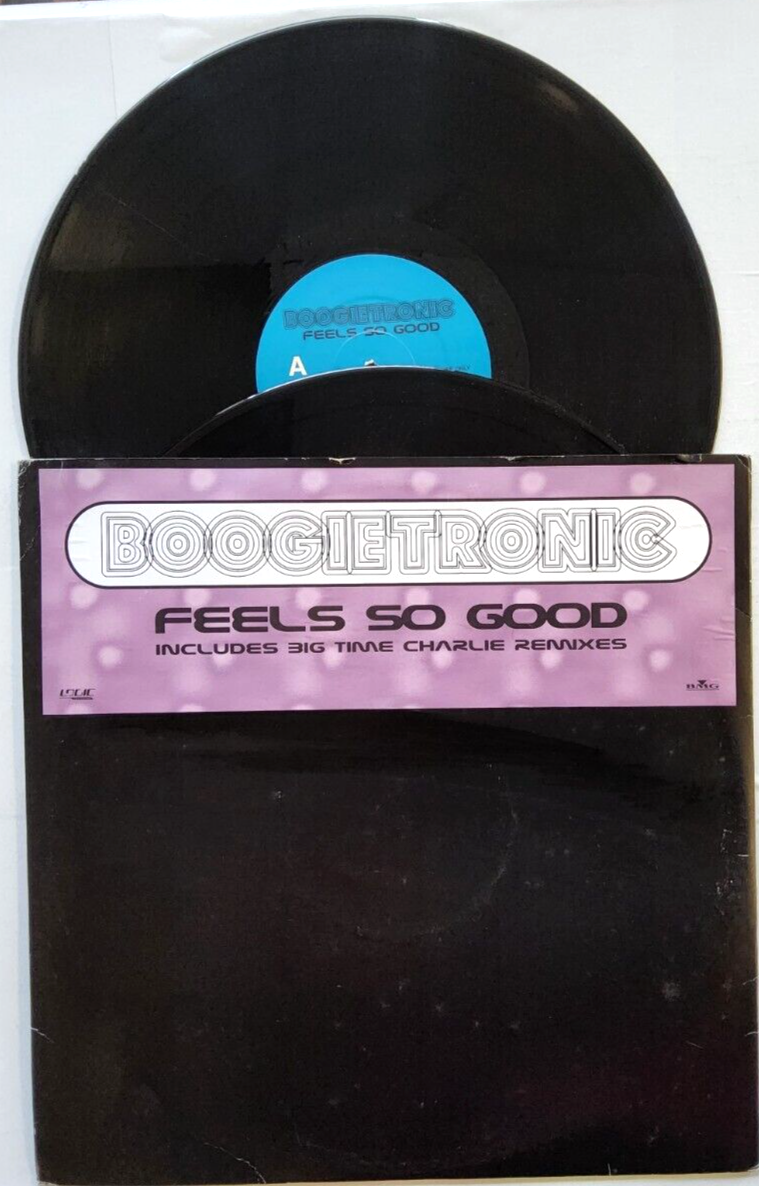 BOOGIETRONIC
FEELS SO GOOD
A
BOOGIETRONIC
FEELS SO GOOD
INCLUDES BIG TIME CHARLIE REMIXES
LOGIC
BMG